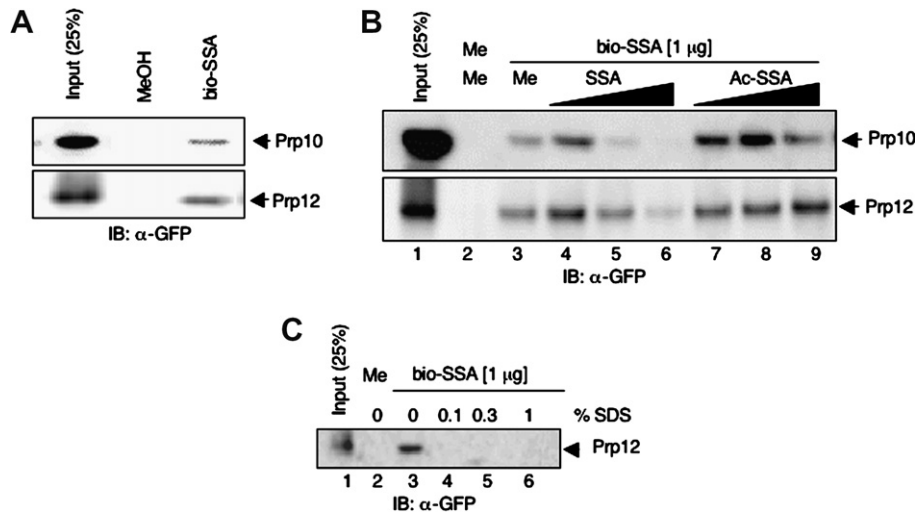 A
Input (25%)
MeOH
bio-SSA
Prp10
Prp12
IB: α-GFP
B
Input (25%)
Me
bio-SSA [1 µg]
Me
Me
SSA
Ac-SSA
Prp10
Prp12
1 2 3 4 5 6 7 8 9
IB: α-GFP
C
Input (25%)
Me
bio-SSA [1 µg]
0 0 0.1 0.3 1 % SDS
Prp12
1 2 3 4 5 6
IB: α-GFP